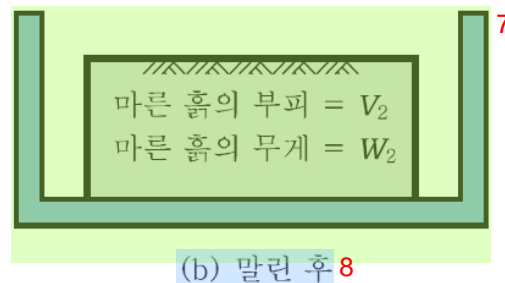 7
마른 흙의 부피 = V₂
마른 흙의 무게 = W₂
(b) 말린 후 8